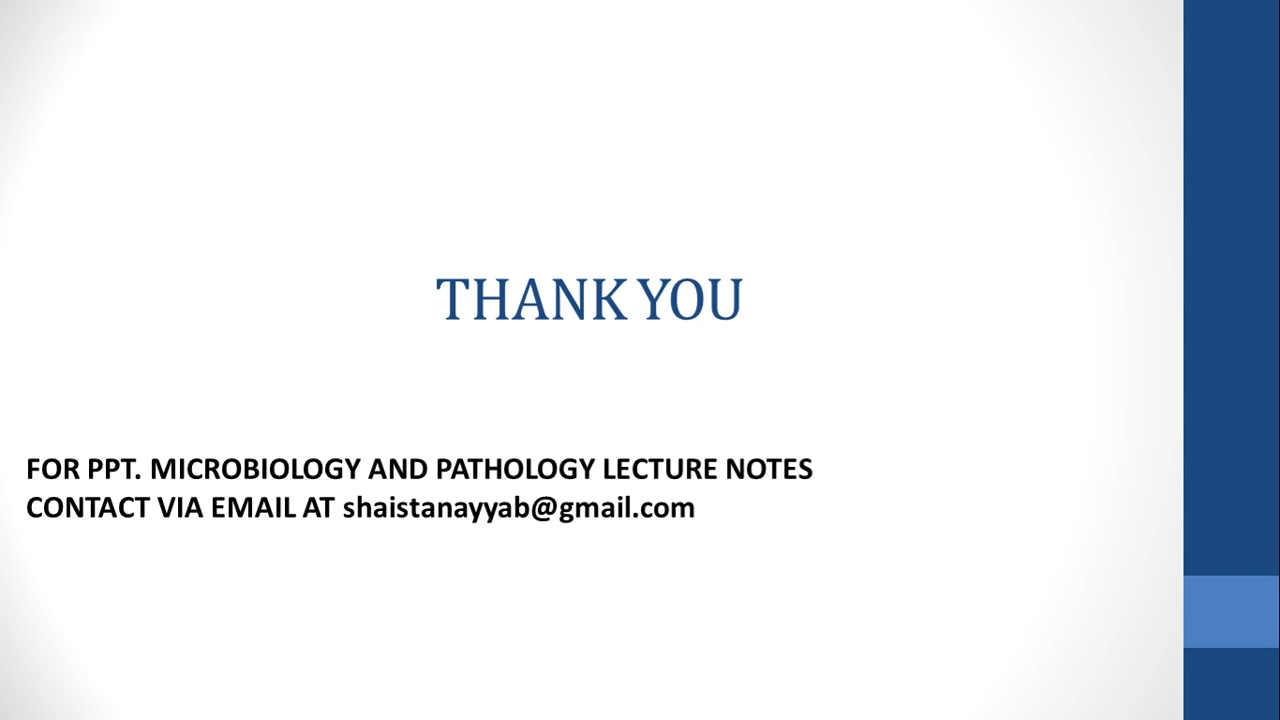 THANK YOU
FOR PPT. MICROBIOLOGY AND PATHOLOGY LECTURE NOTES
CONTACT VIA EMAIL AT shaistanayyab@gmail.com